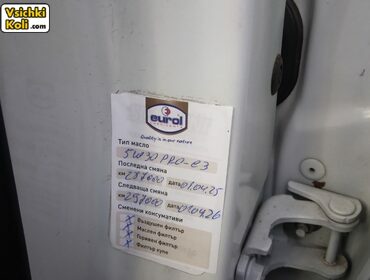 Vsichki
Koli.com
eurol
Quality is in our nature
Тип масло
5W30 PRO-C3
Последна смяна
км 287000 дата 010425
Следваща смяна
км 297000 дата 010426
Сменени консумативи
X Въздушен филтър
X Маслен филтър
X Горивен филтър
X Филтър купе